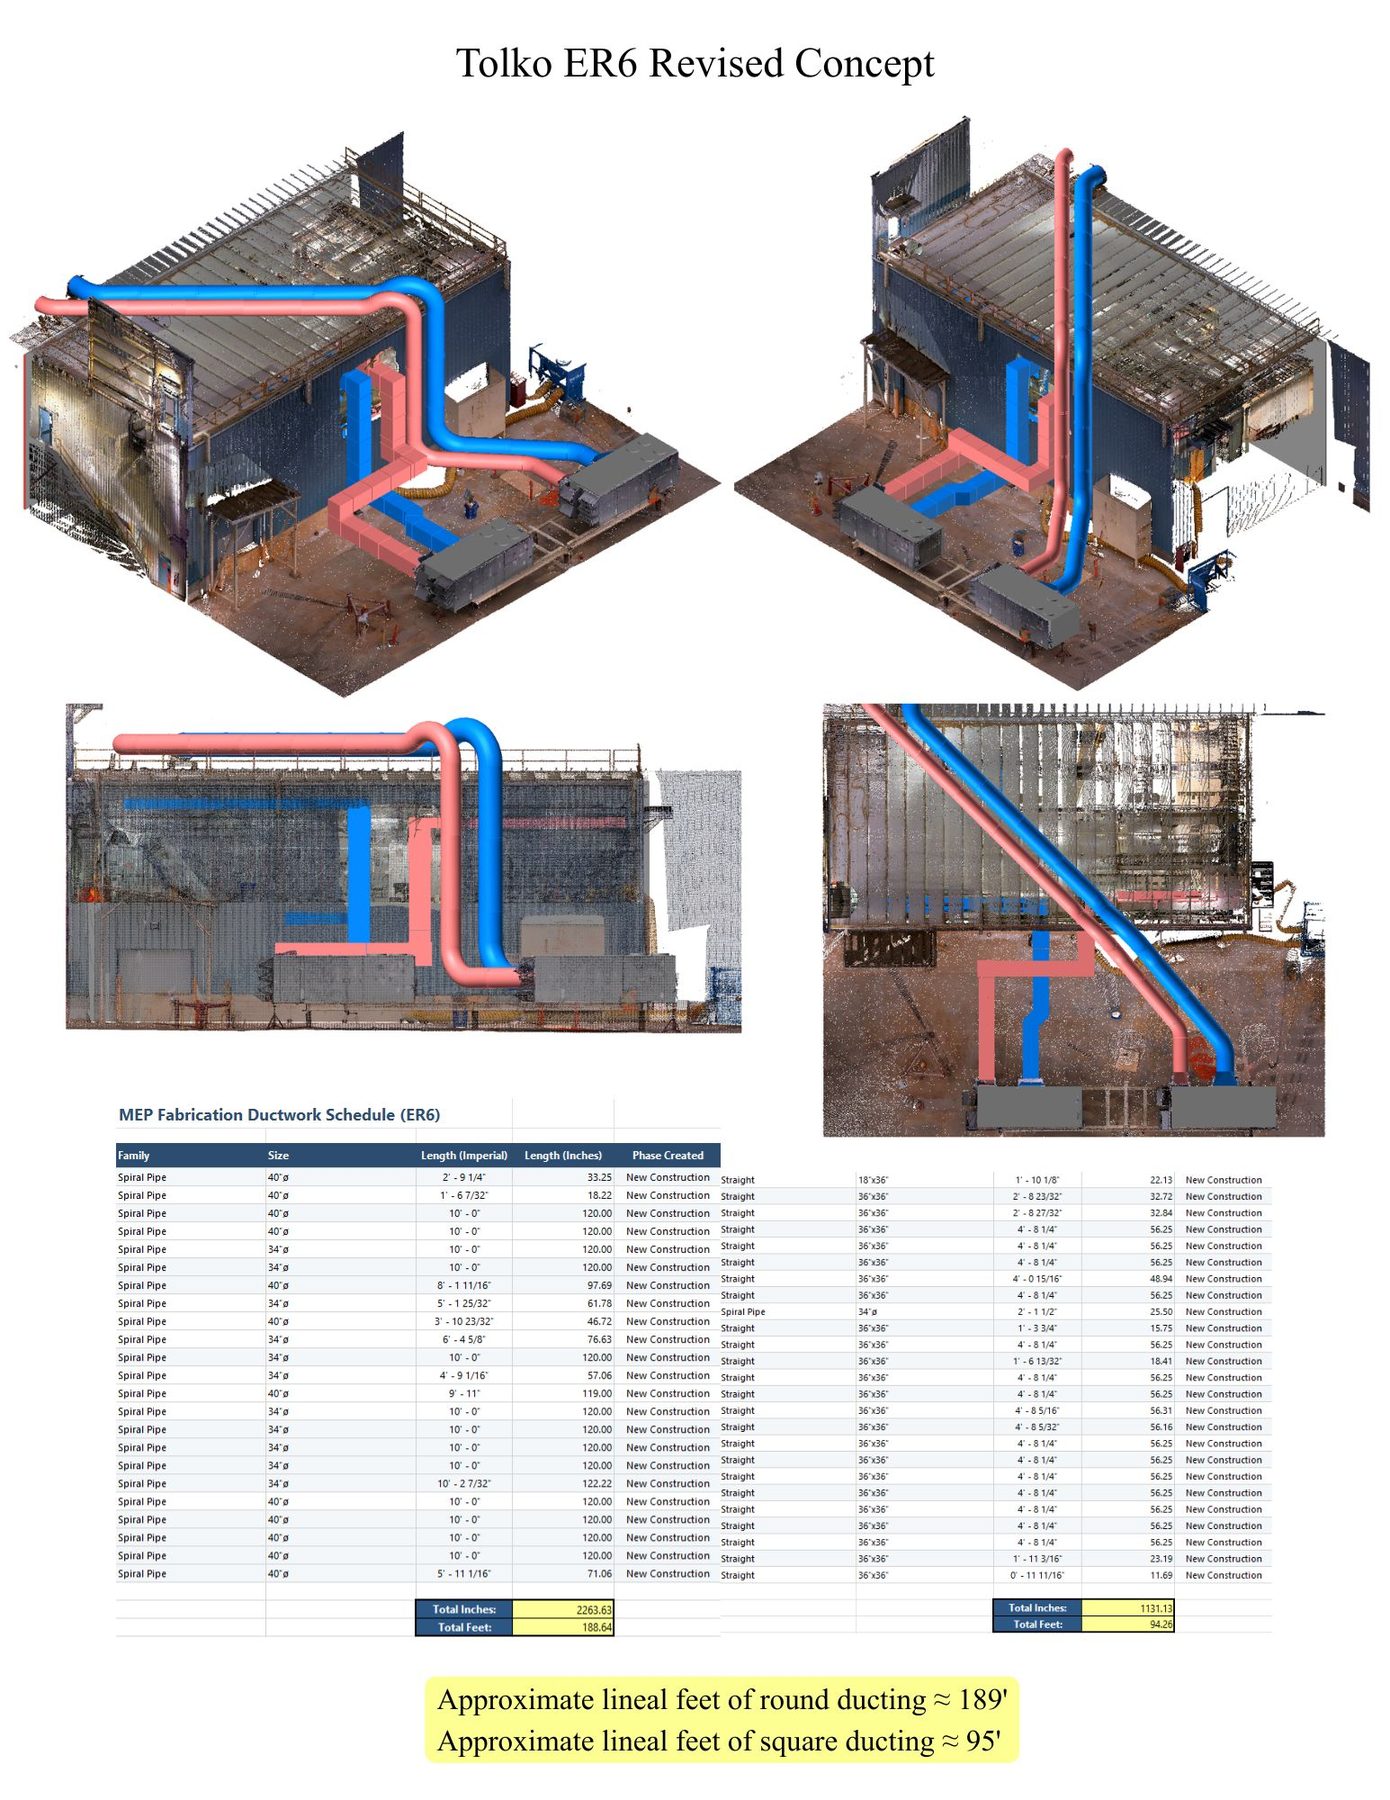 Tolko ER6 Revised Concept
MEP Fabrication Ductwork Schedule (ER6)
Family Size Length (Imperial) Length (Inches) Phase Created
Spiral Pipe 40"ø 2' - 9 1/4" 33.25 New Construction
Spiral Pipe 40"ø 1' - 6 7/32" 18.22 New Construction
Spiral Pipe 40"ø 10' - 0" 120.00 New Construction
Spiral Pipe 40"ø 10' - 0" 120.00 New Construction
Spiral Pipe 34"ø 10' - 0" 120.00 New Construction
Spiral Pipe 34"ø 10' - 0" 120.00 New Construction
Spiral Pipe 40"ø 8' - 1 11/16" 97.69 New Construction
Spiral Pipe 34"ø 5' - 1 25/32" 61.78 New Construction
Spiral Pipe 40"ø 3' - 10 23/32" 46.72 New Construction
Spiral Pipe 34"ø 6' - 4 5/8" 76.63 New Construction
Spiral Pipe 34"ø 10' - 0" 120.00 New Construction
Spiral Pipe 34"ø 4' - 9 1/16" 57.06 New Construction
Spiral Pipe 40"ø 9' - 11" 119.00 New Construction
Spiral Pipe 34"ø 10' - 0" 120.00 New Construction
Spiral Pipe 34"ø 10' - 0" 120.00 New Construction
Spiral Pipe 34"ø 10' - 0" 120.00 New Construction
Spiral Pipe 34"ø 10' - 0" 120.00 New Construction
Spiral Pipe 34"ø 10' - 2 7/32" 122.22 New Construction
Spiral Pipe 40"ø 10' - 0" 120.00 New Construction
Spiral Pipe 40"ø 10' - 0" 120.00 New Construction
Spiral Pipe 40"ø 10' - 0" 120.00 New Construction
Spiral Pipe 40"ø 10' - 0" 120.00 New Construction
Spiral Pipe 40"ø 5' - 11 1/16" 71.06 New Construction
Total Inches: 2263.63
Total Feet: 188.64
Straight 18"x36" 1' - 10 1/8" 22.13 New Construction
Straight 36"x36" 2' - 8 23/32" 32.72 New Construction
Straight 36"x36" 2' - 8 27/32" 32.84 New Construction
Straight 36"x36" 4' - 8 1/4" 56.25 New Construction
Straight 36"x36" 4' - 8 1/4" 56.25 New Construction
Straight 36"x36" 4' - 8 1/4" 56.25 New Construction
Straight 36"x36" 4' - 0 15/16" 48.94 New Construction
Straight 36"x36" 4' - 8 1/4" 56.25 New Construction
Spiral Pipe 34"ø 2' - 1 1/2" 25.50 New Construction
Straight 36"x36" 1' - 3 3/4" 15.75 New Construction
Straight 36"x36" 4' - 8 1/4" 56.25 New Construction
Straight 36"x36" 1' - 6 13/32" 18.41 New Construction
Straight 36"x36" 4' - 8 1/4" 56.25 New Construction
Straight 36"x36" 4' - 8 1/4" 56.25 New Construction
Straight 36"x36" 4' - 8 5/16" 56.31 New Construction
Straight 36"x36" 4' - 8 5/32" 56.16 New Construction
Straight 36"x36" 4' - 8 1/4" 56.25 New Construction
Straight 36"x36" 4' - 8 1/4" 56.25 New Construction
Straight 36"x36" 4' - 8 1/4" 56.25 New Construction
Straight 36"x36" 4' - 8 1/4" 56.25 New Construction
Straight 36"x36" 4' - 8 1/4" 56.25 New Construction
Straight 36"x36" 4' - 8 1/4" 56.25 New Construction
Straight 36"x36" 4' - 8 1/4" 56.25 New Construction
Straight 36"x36" 1' - 11 3/16" 23.19 New Construction
Straight 36"x36" 0' - 11 11/16" 11.69 New Construction
Total Inches: 1131.13
Total Feet: 94.26
Approximate lineal feet of round ducting ≈ 189'
Approximate lineal feet of square ducting ≈ 95'